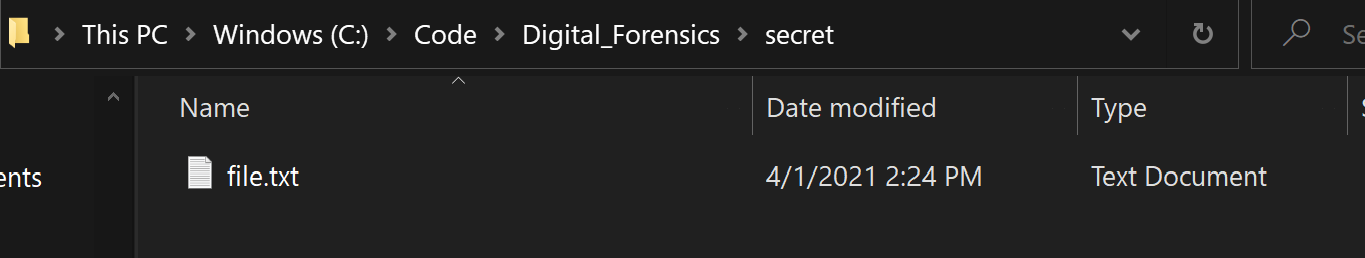 This PC > Windows (C:) > Code > Digital_Forensics > secret Se
Name Date modified Type S
ents file.txt 4/1/2021 2:24 PM Text Document